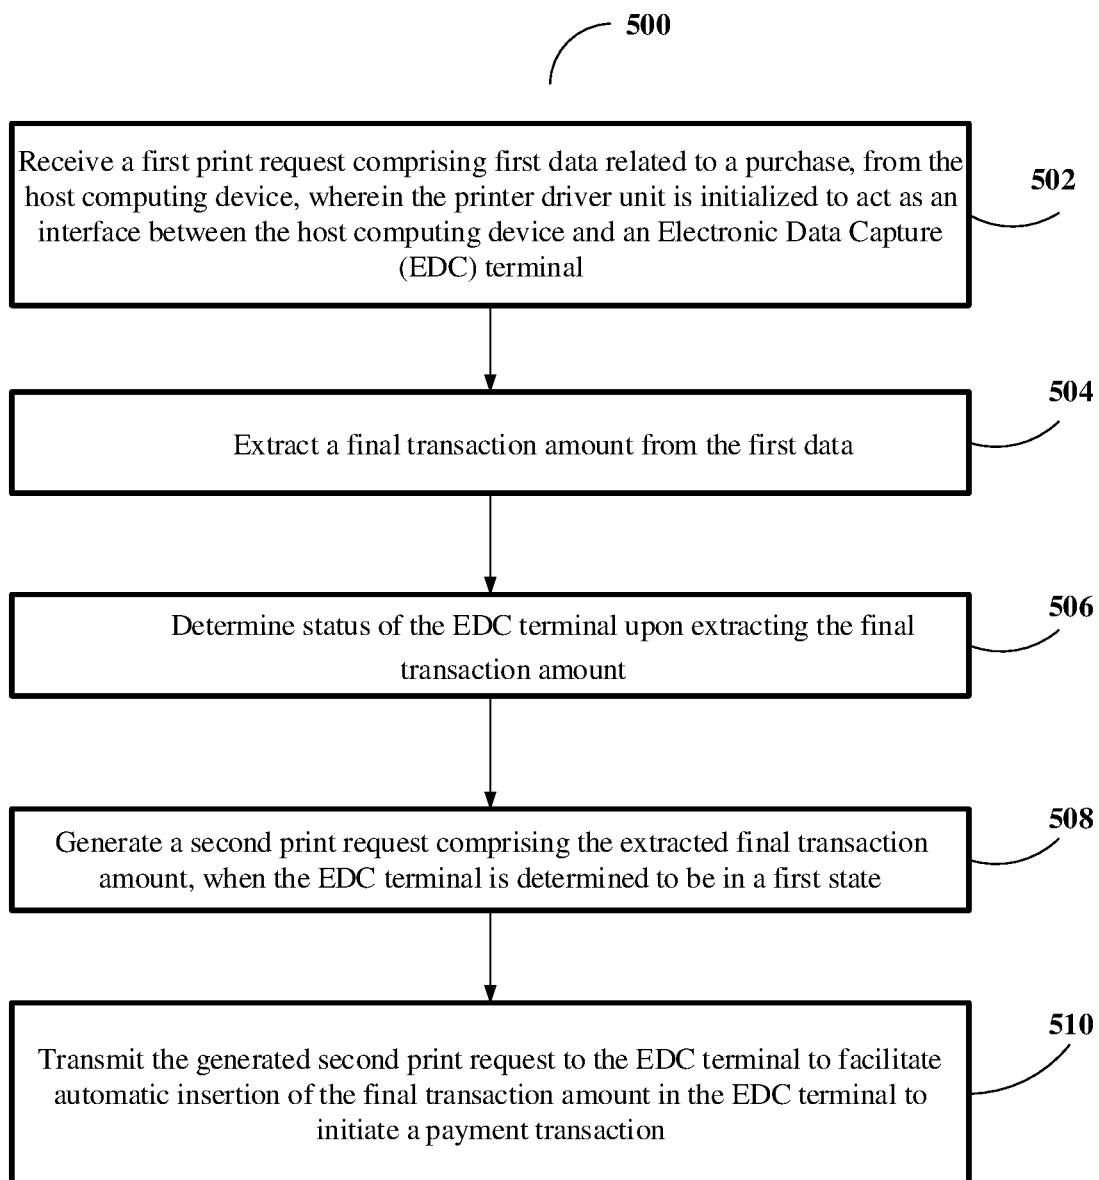 500
Receive a first print request comprising first data related to a purchase, from the
host computing device, wherein the printer driver unit is initialized to act as an
interface between the host computing device and an Electronic Data Capture
(EDC) terminal
502
504
Extract a final transaction amount from the first data
506
Determine status of the EDC terminal upon extracting the final
transaction amount
508
Generate a second print request comprising the extracted final transaction
amount, when the EDC terminal is determined to be in a first state
510
Transmit the generated second print request to the EDC terminal to facilitate
automatic insertion of the final transaction amount in the EDC terminal to
initiate a payment transaction